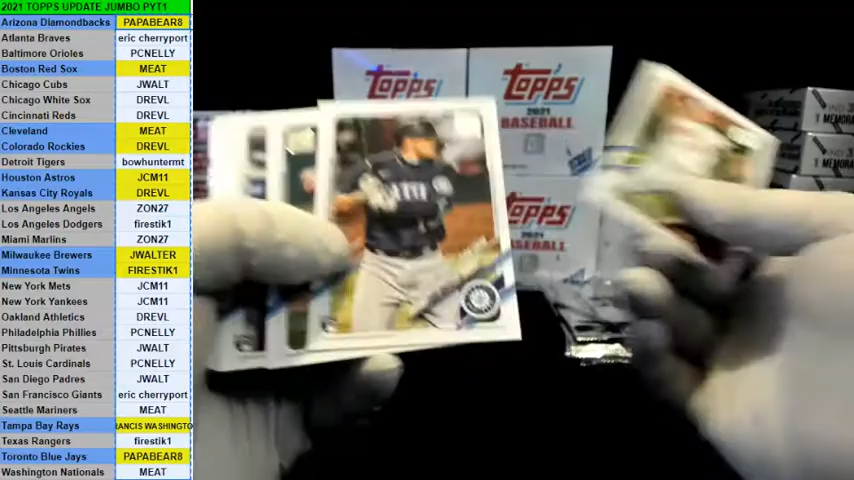 2021 TOPPS UPDATE JUMBO PYT1
Arizona Diamondbacks PAPABEAR8
Atlanta Braves eric cherryport
Baltimore Orioles PCNELLY
Boston Red Sox MEAT
Chicago Cubs JWALT
Chicago White Sox DREVL
Cincinnati Reds DREVL
Cleveland MEAT
Colorado Rockies DREVL
Detroit Tigers bowhuntermt
Houston Astros JCM11
Kansas City Royals DREVL
Los Angeles Angels ZON27
Los Angeles Dodgers firestik1
Miami Marlins ZON27
Milwaukee Brewers JWALTER
Minnesota Twins FIRESTIK1
New York Mets JCM11
New York Yankees JCM11
Oakland Athletics DREVL
Philadelphia Phillies PCNELLY
Pittsburgh Pirates JWALT
St. Louis Cardinals PCNELLY
San Diego Padres JWALT
San Francisco Giants eric cherryport
Seattle Mariners MEAT
Tampa Bay Rays RANCIS WASHINGTO
Texas Rangers firestik1
Toronto Blue Jays PAPABEAR8
Washington Nationals MEAT
Topps
Topps
2021
BASEBALL
Topps
2021
BASEBALL